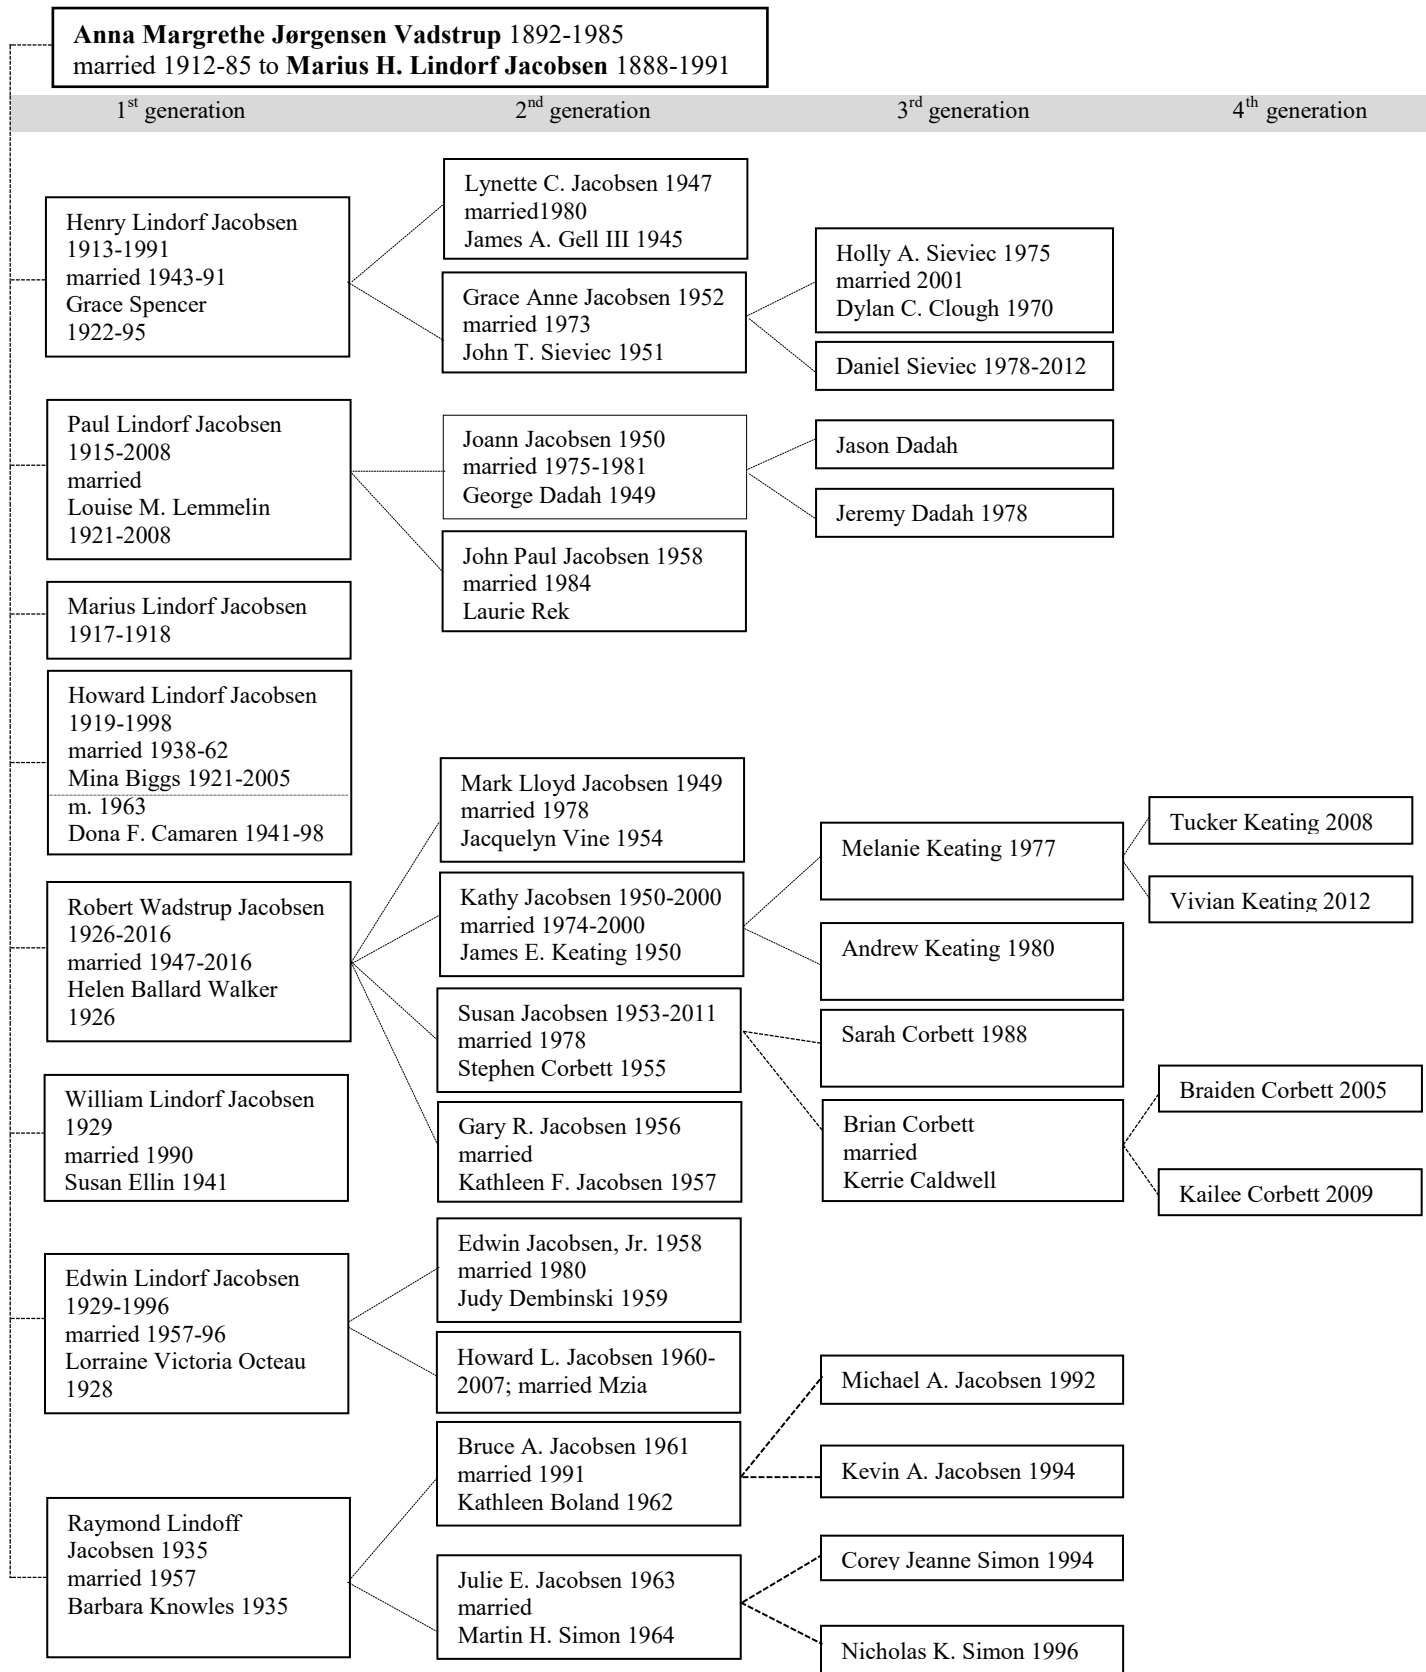 Anna Margrethe Jørgensen Vadstrup 1892-1985
married 1912-85 to Marius H. Lindorf Jacobsen 1888-1991
1st generation
2nd generation
3rd generation
4th generation
Henry Lindorf Jacobsen
1913-1991
married 1943-91
Grace Spencer
1922-95
Lynette C. Jacobsen 1947
married1980
James A. Gell III 1945
Grace Anne Jacobsen 1952
married 1973
John T. Sieviec 1951
Holly A. Sieviec 1975
married 2001
Dylan C. Clough 1970
Daniel Sieviec 1978-2012
Paul Lindorf Jacobsen
1915-2008
married
Louise M. Lemmelin
1921-2008
Joann Jacobsen 1950
married 1975-1981
George Dadah 1949
John Paul Jacobsen 1958
married 1984
Laurie Rek
Jason Dadah
Jeremy Dadah 1978
Marius Lindorf Jacobsen
1917-1918
Howard Lindorf Jacobsen
1919-1998
married 1938-62
Mina Biggs 1921-2005
m. 1963
Dona F. Camaren 1941-98
Robert Wadstrup Jacobsen
1926-2016
married 1947-2016
Helen Ballard Walker
1926
Mark Lloyd Jacobsen 1949
married 1978
Jacquelyn Vine 1954
Kathy Jacobsen 1950-2000
married 1974-2000
James E. Keating 1950
Susan Jacobsen 1953-2011
married 1978
Stephen Corbett 1955
Gary R. Jacobsen 1956
married
Kathleen F. Jacobsen 1957
Melanie Keating 1977
Andrew Keating 1980
Sarah Corbett 1988
Brian Corbett
married
Kerrie Caldwell
Tucker Keating 2008
Vivian Keating 2012
Braiden Corbett 2005
Kailee Corbett 2009
William Lindorf Jacobsen
1929
married 1990
Susan Ellin 1941
Edwin Lindorf Jacobsen
1929-1996
married 1957-96
Lorraine Victoria Octeau
1928
Edwin Jacobsen, Jr. 1958
married 1980
Judy Dembinski 1959
Howard L. Jacobsen 1960-
2007; married Mzia
Raymond Lindoff
Jacobsen 1935
married 1957
Barbara Knowles 1935
Bruce A. Jacobsen 1961
married 1991
Kathleen Boland 1962
Julie E. Jacobsen 1963
married
Martin H. Simon 1964
Michael A. Jacobsen 1992
Kevin A. Jacobsen 1994
Corey Jeanne Simon 1994
Nicholas K. Simon 1996